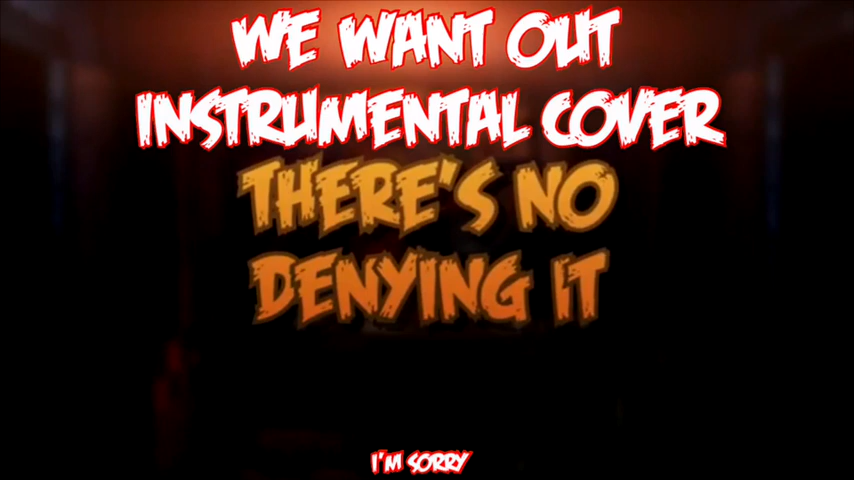 WE WANT OUT
INSTRUMENTAL COVER
THERE'S NO
DENYING IT
I'M SORRY